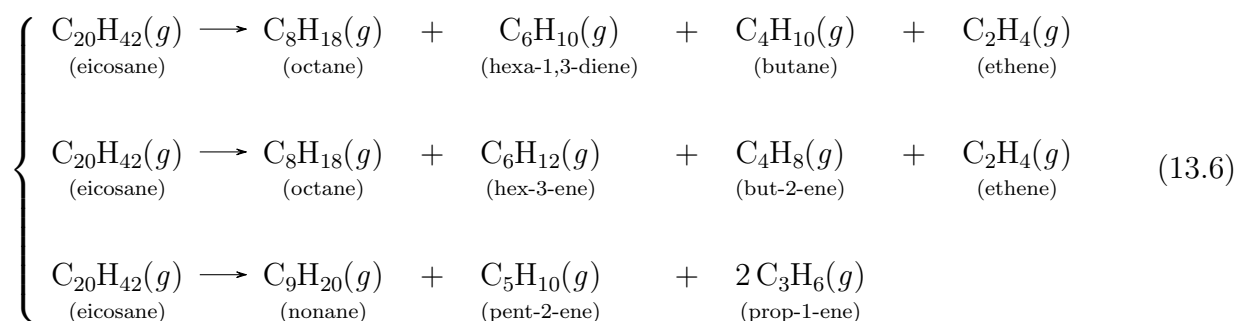 C₂₀H₄₂(g) ⟶ C₈H₁₈(g) + C₆H₁₀(g) + C₄H₁₀(g) + C₂H₄(g)
(eicosane) (octane) (hexa-1,3-diene) (butane) (ethene)
C₂₀H₄₂(g) ⟶ C₈H₁₈(g) + C₆H₁₂(g) + C₄H₈(g) + C₂H₄(g) (13.6)
(eicosane) (octane) (hex-3-ene) (but-2-ene) (ethene)
C₂₀H₄₂(g) ⟶ C₉H₂₀(g) + C₅H₁₀(g) + 2 C₃H₆(g)
(eicosane) (nonane) (pent-2-ene) (prop-1-ene)